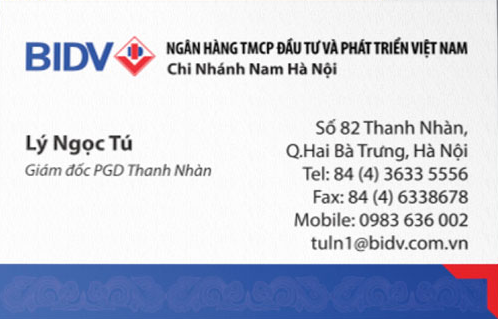 BIDV
NGÂN HÀNG TMCP ĐẦU TƯ VÀ PHÁT TRIỂN VIỆT NAM
Chi Nhánh Nam Hà Nội
Lý Ngọc Tú
Giám đốc PGD Thanh Nhàn
Số 82 Thanh Nhàn,
Q.Hai Bà Trưng, Hà Nội
Tel: 84 (4) 3633 5556
Fax: 84 (4) 6338678
Mobile: 0983 636 002
tuln1@bidv.com.vn